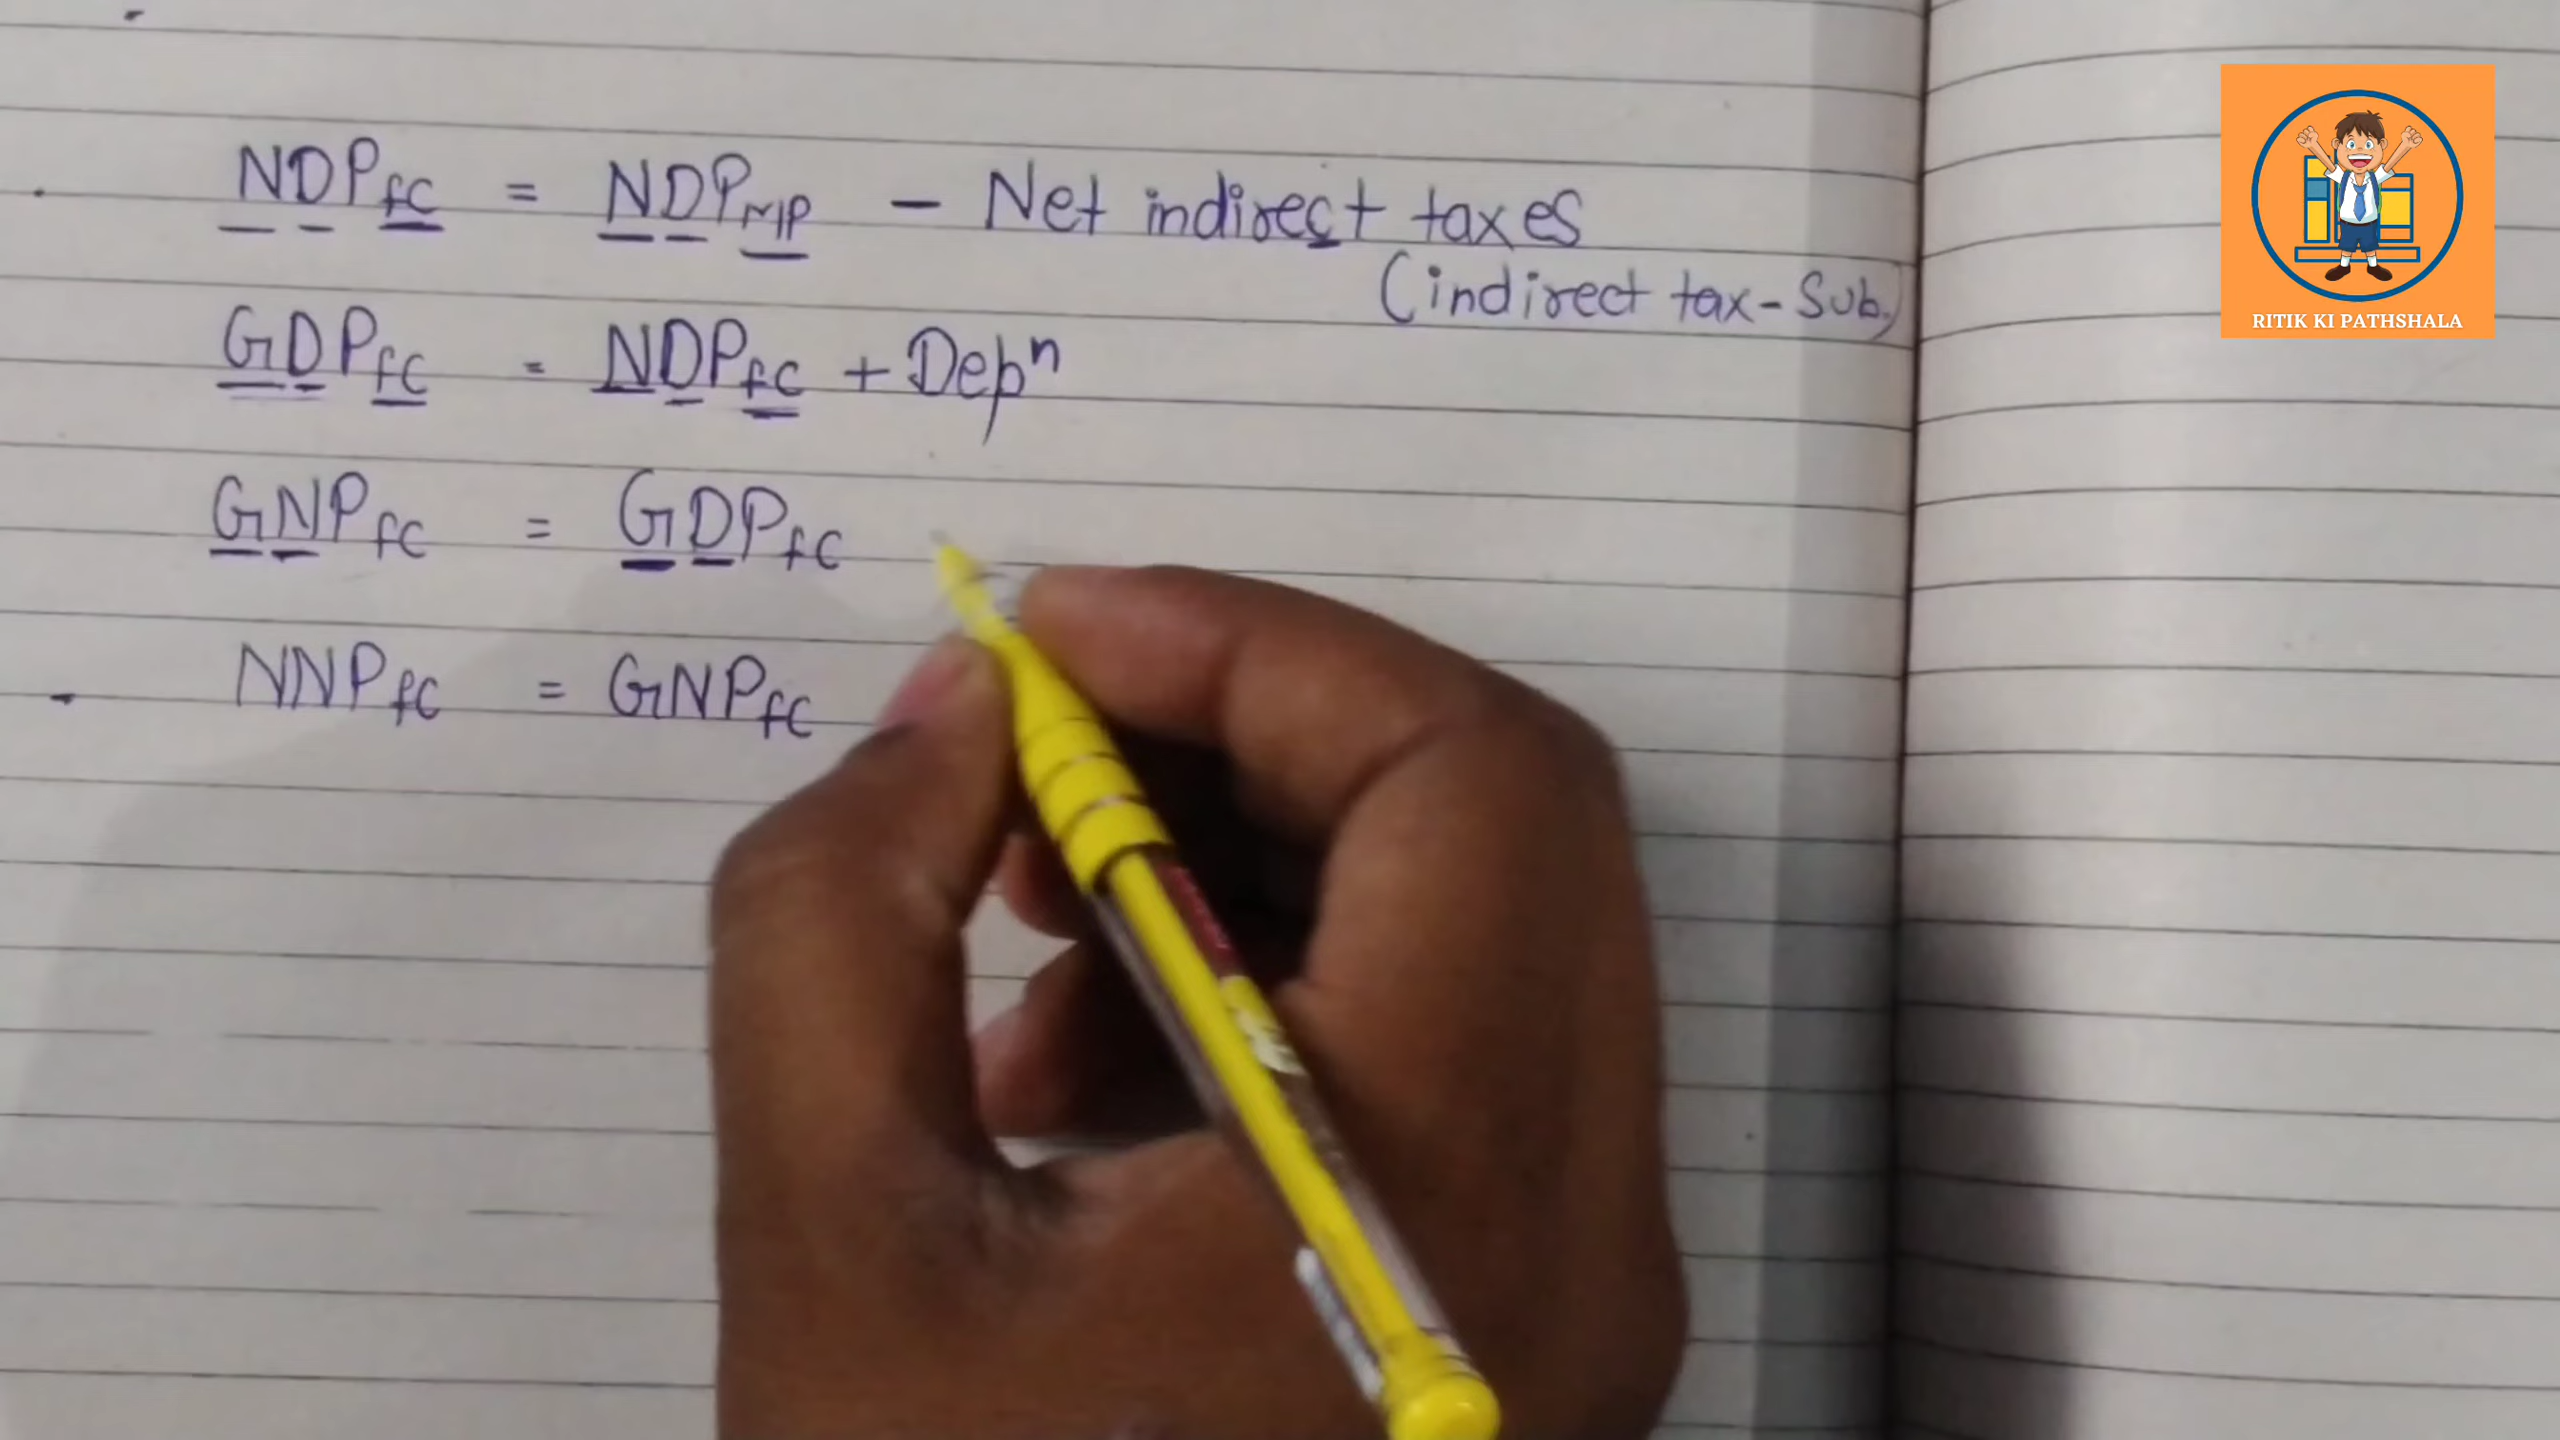 NDPfc = NDPMP - Net indirect taxes
(indirect tax - Sub.)
GDPfc = NDPfc + Depⁿ
GNPfc = GDPfc
NNPfc = GNPfc
RITIK KI PATHSHALA